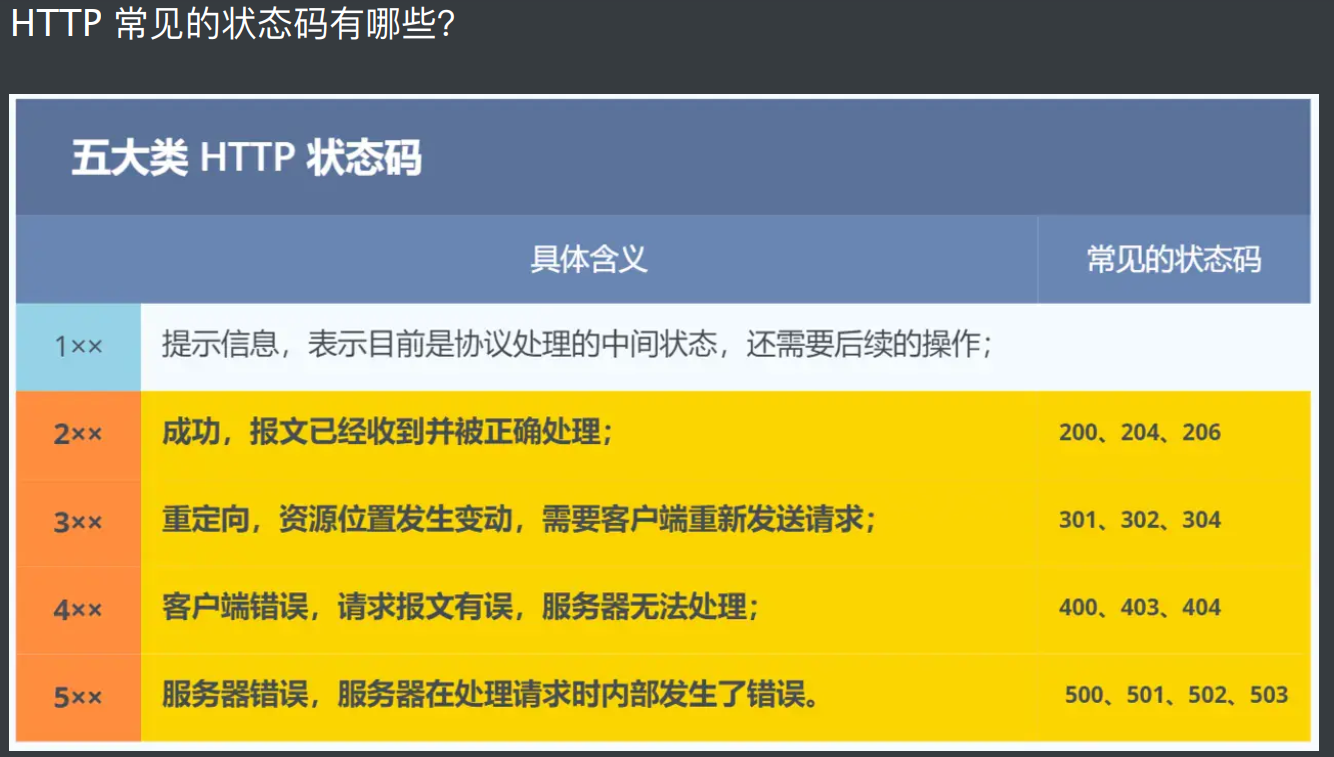 HTTP 常见的状态码有哪些?
五大类 HTTP 状态码
具体含义 常见的状态码
1×× 提示信息，表示目前是协议处理的中间状态，还需要后续的操作；
2×× 成功，报文已经收到并被正确处理； 200、204、206
3×× 重定向，资源位置发生变动，需要客户端重新发送请求； 301、302、304
4×× 客户端错误，请求报文有误，服务器无法处理； 400、403、404
5×× 服务器错误，服务器在处理请求时内部发生了错误。 500、501、502、503